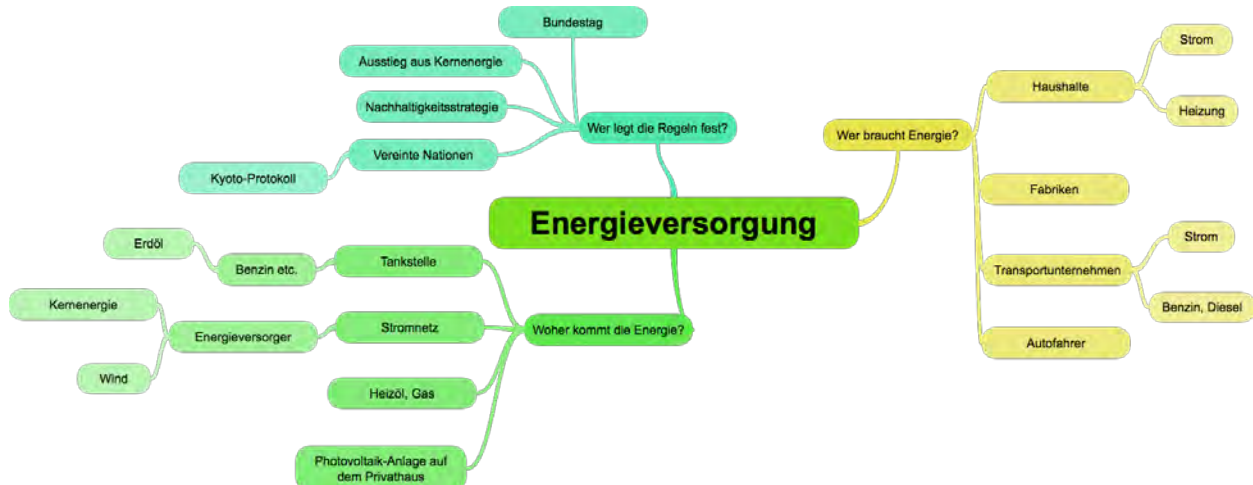 Energieversorgung
Wer legt die Regeln fest?
Bundestag
Ausstieg aus Kernenergie
Nachhaltigkeitsstrategie
Vereinte Nationen
Kyoto-Protokoll
Woher kommt die Energie?
Tankstelle
Benzin etc.
Erdöl
Stromnetz
Energieversorger
Kernenergie
Wind
Heizöl, Gas
Photovoltaik-Anlage auf
dem Privathaus
Wer braucht Energie?
Haushalte
Strom
Heizung
Fabriken
Transportunternehmen
Strom
Benzin, Diesel
Autofahrer